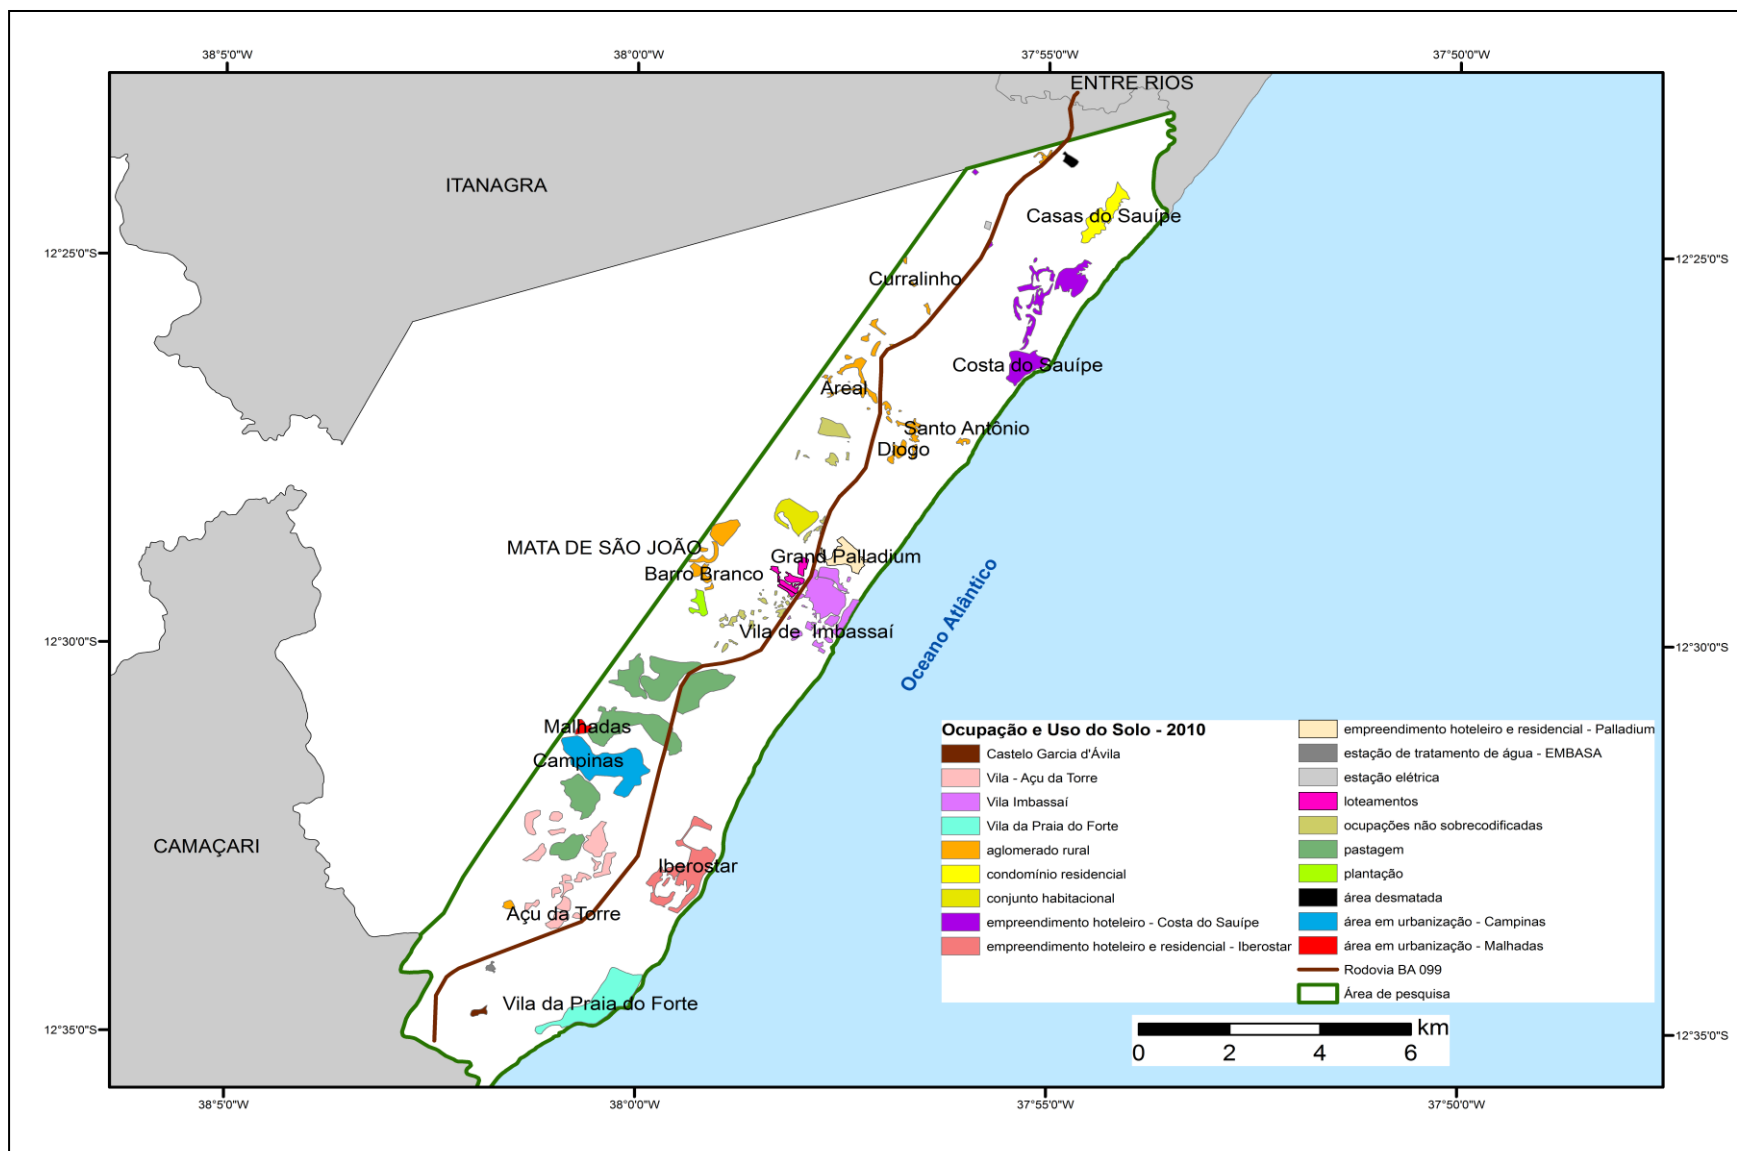 38°5'0"W
38°0'0"W
37°55'0"W
37°50'0"W
ENTRE RIOS
ITANAGRA
Casas do Sauípe
12°25'0"S
12°25'0"S
Curralinho
Costa do Sauípe
Areal
Santo Antônio
Diogo
MATA DE SÃO JOÃO
Grand Palladium
Barro Branco
Vila de Imbassaí
12°30'0"S
12°30'0"S
Oceano Atlântico
Malhadas
Campinas
CAMAÇARI
Iberostar
Açu da Torre
Vila da Praia do Forte
Ocupação e Uso do Solo - 2010
Castelo Garcia d'Ávila
Vila - Açu da Torre
Vila Imbassaí
Vila da Praia do Forte
aglomerado rural
condomínio residencial
conjunto habitacional
empreendimento hoteleiro - Costa do Sauípe
empreendimento hoteleiro e residencial - Iberostar
empreendimento hoteleiro e residencial - Palladium
estação de tratamento de água - EMBASA
estação elétrica
loteamentos
ocupações não sobrecodificadas
pastagem
plantação
área desmatada
área em urbanização - Campinas
área em urbanização - Malhadas
Rodovia BA 099
Área de pesquisa
12°35'0"S
12°35'0"S
km
0 2 4 6
38°5'0"W
38°0'0"W
37°55'0"W
37°50'0"W